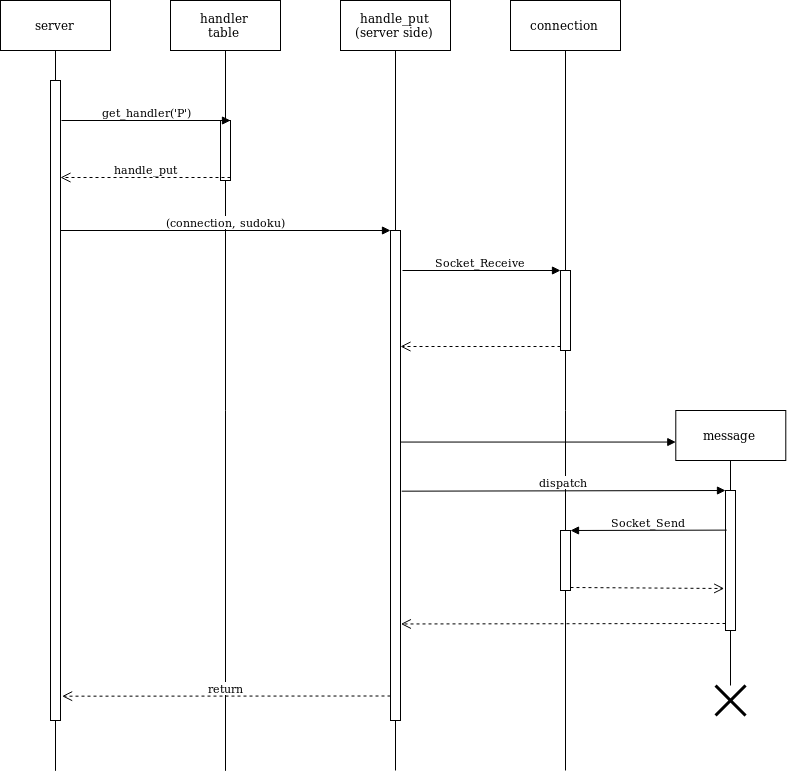 server
handler
table
handle_put
(server side)
connection
get_handler('P')
handle_put
(connection, sudoku)
Socket_Receive
message
dispatch
Socket_Send
return